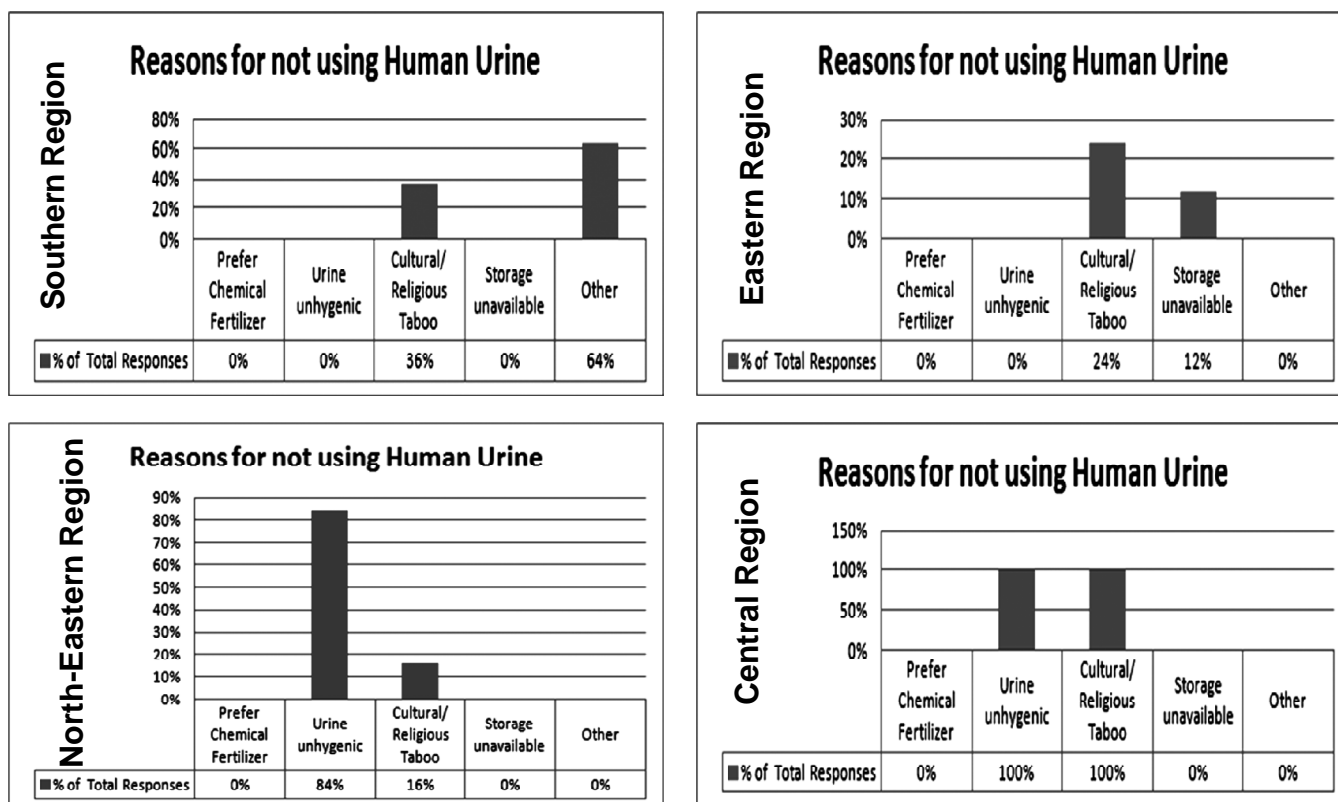 Southern Region
Reasons for not using Human Urine
80%
60%
40%
20%
0%
Prefer Chemical Fertilizer
Urine unhygenic
Cultural/ Religious Taboo
Storage unavailable
Other
% of Total Responses 0% 0% 36% 0% 64%
Eastern Region
Reasons for not using Human Urine
30%
20%
10%
0%
Prefer Chemical Fertilizer
Urine unhygenic
Cultural/ Religious Taboo
Storage unavailable
Other
% of Total Responses 0% 0% 24% 12% 0%
North-Eastern Region
Reasons for not using Human Urine
90%
80%
70%
60%
50%
40%
30%
20%
10%
0%
Prefer Chemical Fertilizer
Urine unhygenic
Cultural/ Religious Taboo
Storage unavailable
Other
% of Total Responses 0% 84% 16% 0% 0%
Central Region
Reasons for not using Human Urine
150%
100%
50%
0%
Prefer Chemical Fertilizer
Urine unhygenic
Cultural/ Religious Taboo
Storage unavailable
Other
% of Total Responses 0% 100% 100% 0% 0%